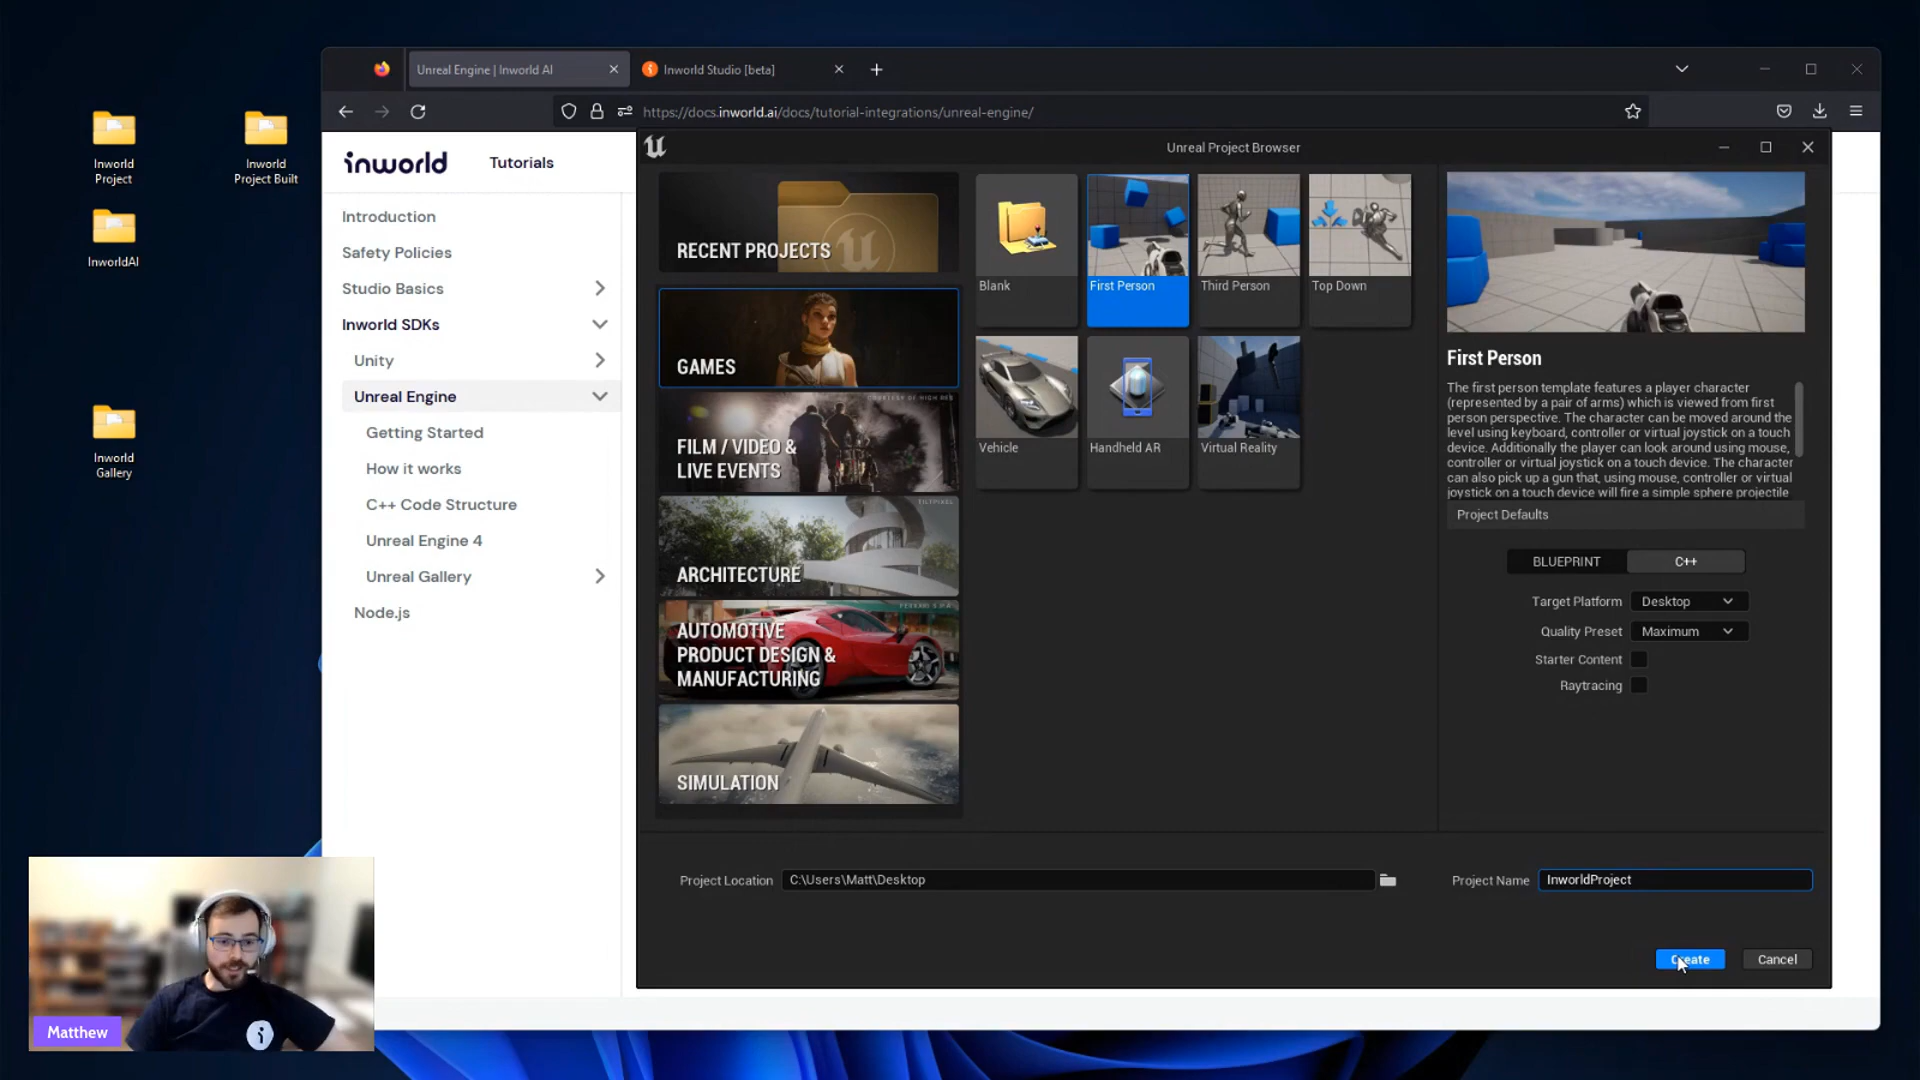 Inworld
Project
Inworld
Project Built
InworldAI
Inworld
Gallery
Unreal Engine | Inworld AI
Inworld Studio [beta]
https://docs.inworld.ai/docs/tutorial-integrations/unreal-engine/
inworld
Tutorials
Introduction
Safety Policies
Studio Basics
Inworld SDKs
Unity
Unreal Engine
Getting Started
How it works
C++ Code Structure
Unreal Engine 4
Unreal Gallery
Node.js
Unreal Project Browser
RECENT PROJECTS
GAMES
COURTESY OF HIGH RES
FILM / VIDEO &
LIVE EVENTS
TILTPIXEL
ARCHITECTURE
AUTOMOTIVE
PRODUCT DESIGN &
MANUFACTURING
SIMULATION
Blank
First Person
Third Person
Top Down
Vehicle
Handheld AR
Virtual Reality
First Person
The first person template features a player character
(represented by a pair of arms) which is viewed from first
person perspective. The character can be moved around the
level using keyboard, controller or virtual joystick on a touch
device. Additionally the player can look around using mouse,
controller or virtual joystick on a touch device. The character
can also pick up a gun that, using mouse, controller or virtual
joystick on a touch device will fire a simple sphere projectile
Project Defaults
BLUEPRINT
C++
Target Platform
Desktop
Quality Preset
Maximum
Starter Content
Raytracing
Project Location
C:\Users\Matt\Desktop
Project Name
InworldProject
Create
Cancel
Matthew